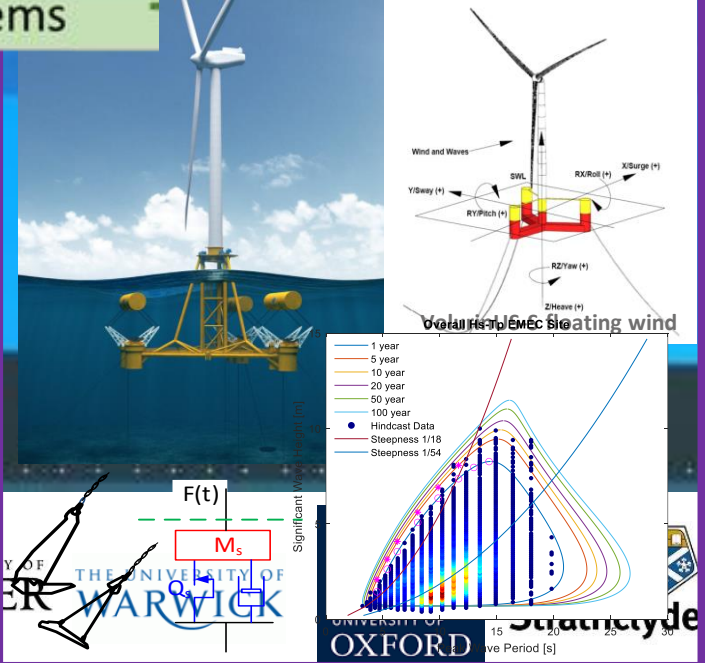 ems
Wind and Waves
SWL
RX/Roll (+)
X/Surge (+)
Y/Sway (+)
RY/Pitch (+)
RZ/Yaw (+)
Z/Heave (+)
floating wind
Overall Hs-Tp EMEC Site
1 year
5 year
10 year
20 year
50 year
100 year
Hindcast Data
Steepness 1/18
Steepness 1/54
Significant Wave Height [m]
15
20
25
30
Wave Period [s]
F(t)
Ms
Y OF
ER
THE UNIVERSITY OF
WARWICK
UNIVERSITY OF
OXFORD
Strathclyde